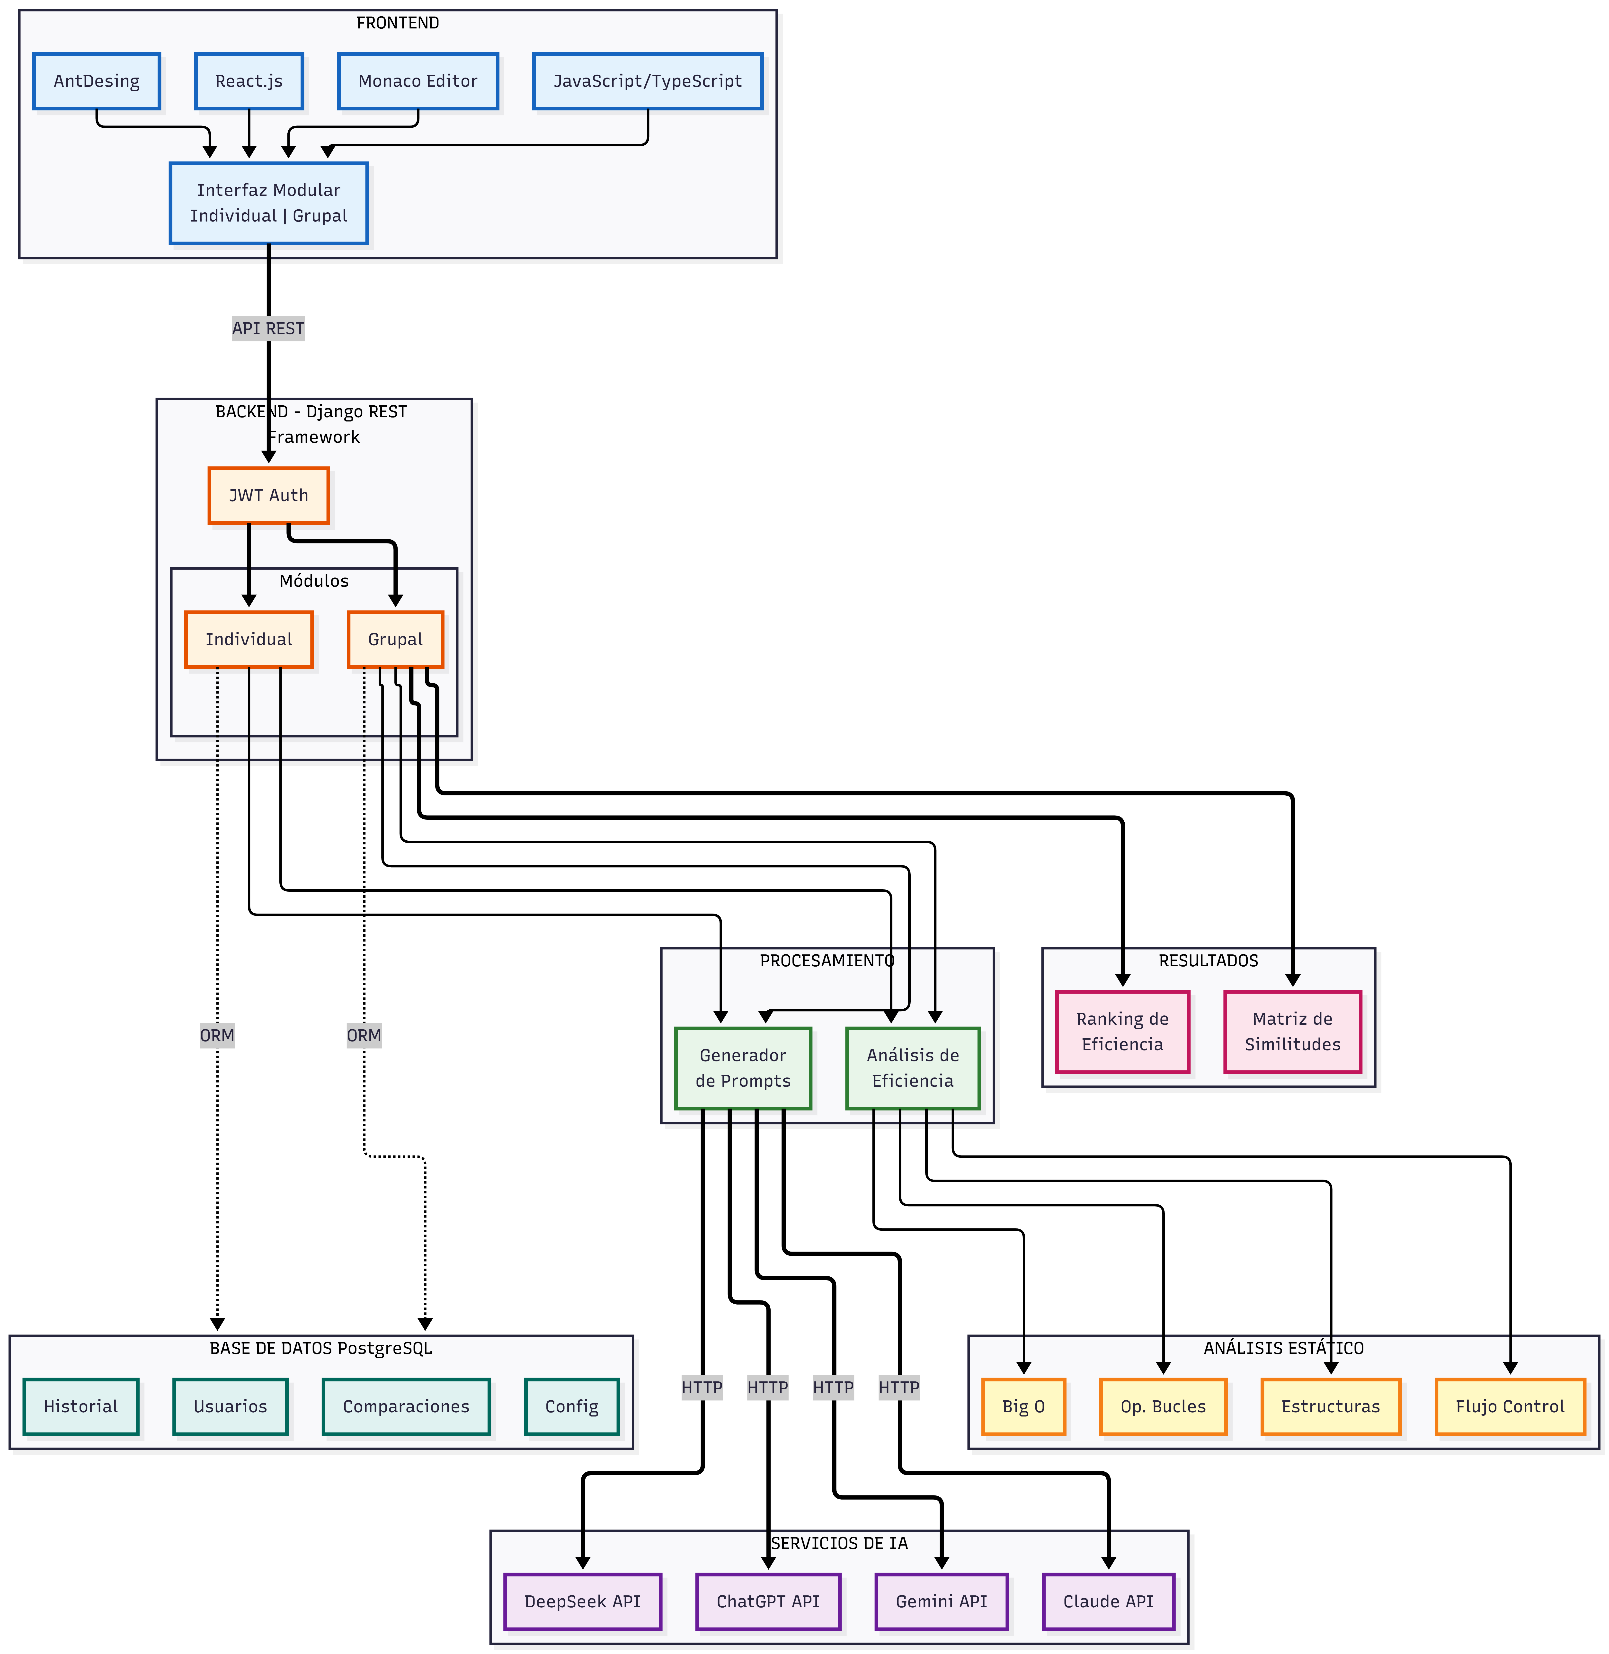 FRONTEND
AntDesing
React.js
Monaco Editor
JavaScript/TypeScript
Interfaz Modular
Individual | Grupal
API REST
BACKEND - Django REST
Framework
JWT Auth
Módulos
Individual
Grupal
PROCESAMIENTO
RESULTADOS
Generador
de Prompts
Análisis de
Eficiencia
Ranking de
Eficiencia
Matriz de
Similitudes
ORM
ORM
BASE DE DATOS PostgreSQL
Historial
Usuarios
Comparaciones
Config
HTTP
HTTP
HTTP
HTTP
ANÁLISIS ESTÁTICO
Big O
Op. Bucles
Estructuras
Flujo Control
SERVICIOS DE IA
DeepSeek API
ChatGPT API
Gemini API
Claude API